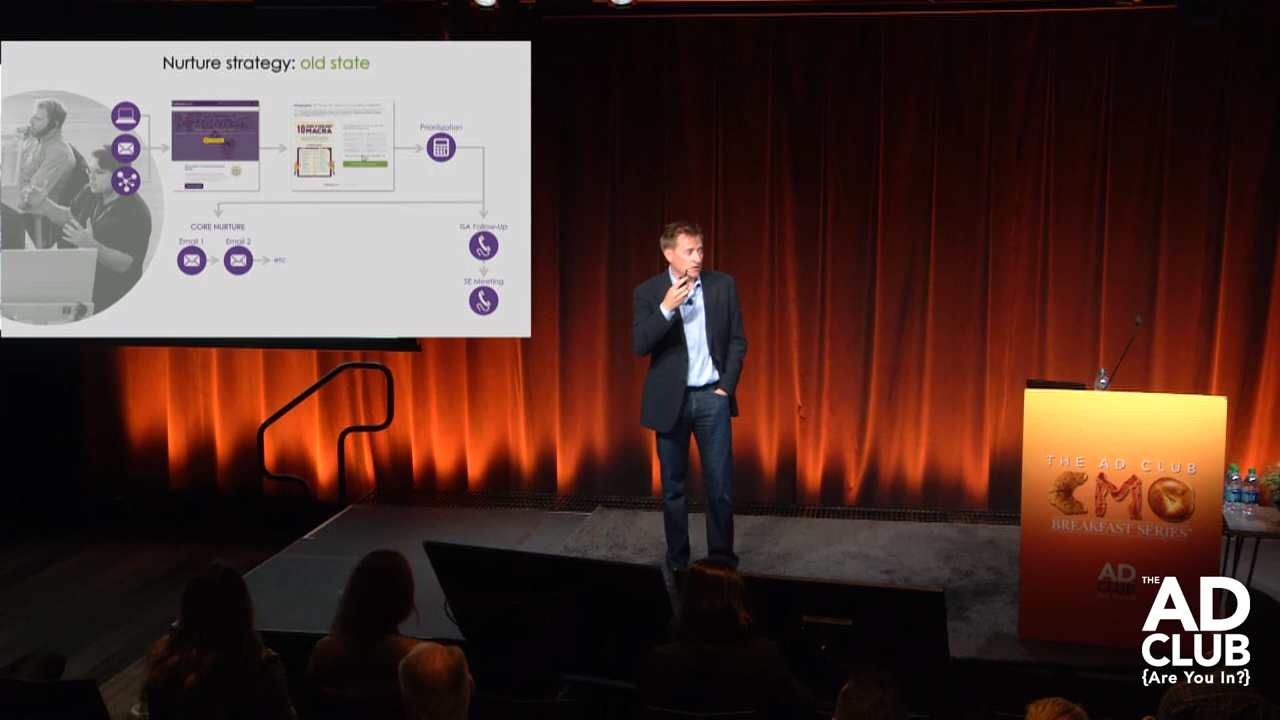 Nurture strategy: old state
Prioritization
10
MACRA
CORE NURTURE
ISA Follow-Up
Email 1
Email 2
etc
SE Meeting
THE AD CLUB
CMO
BREAKFAST SERIES
AD
CLUB
THE
AD
CLUB
{Are You In?}